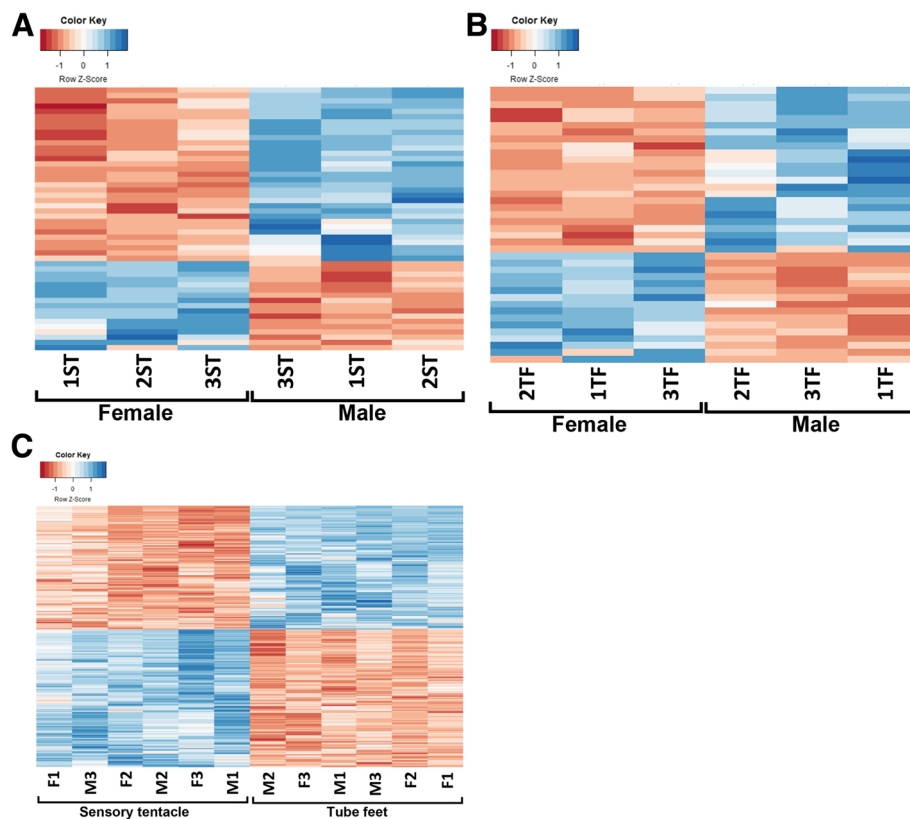 A
Color Key
-1 0 1
Row Z-Score
1ST 2ST 3ST 3ST 1ST 2ST
Female Male
B
Color Key
-1 0 1
Row Z-Score
2TF 1TF 3TF 2TF 3TF 1TF
Female Male
C
Color Key
-1 0 1
Row Z-Score
F1 M3 F2 M2 F3 M1 M2 F3 M1 M3 F2 F1
Sensory tentacle Tube feet